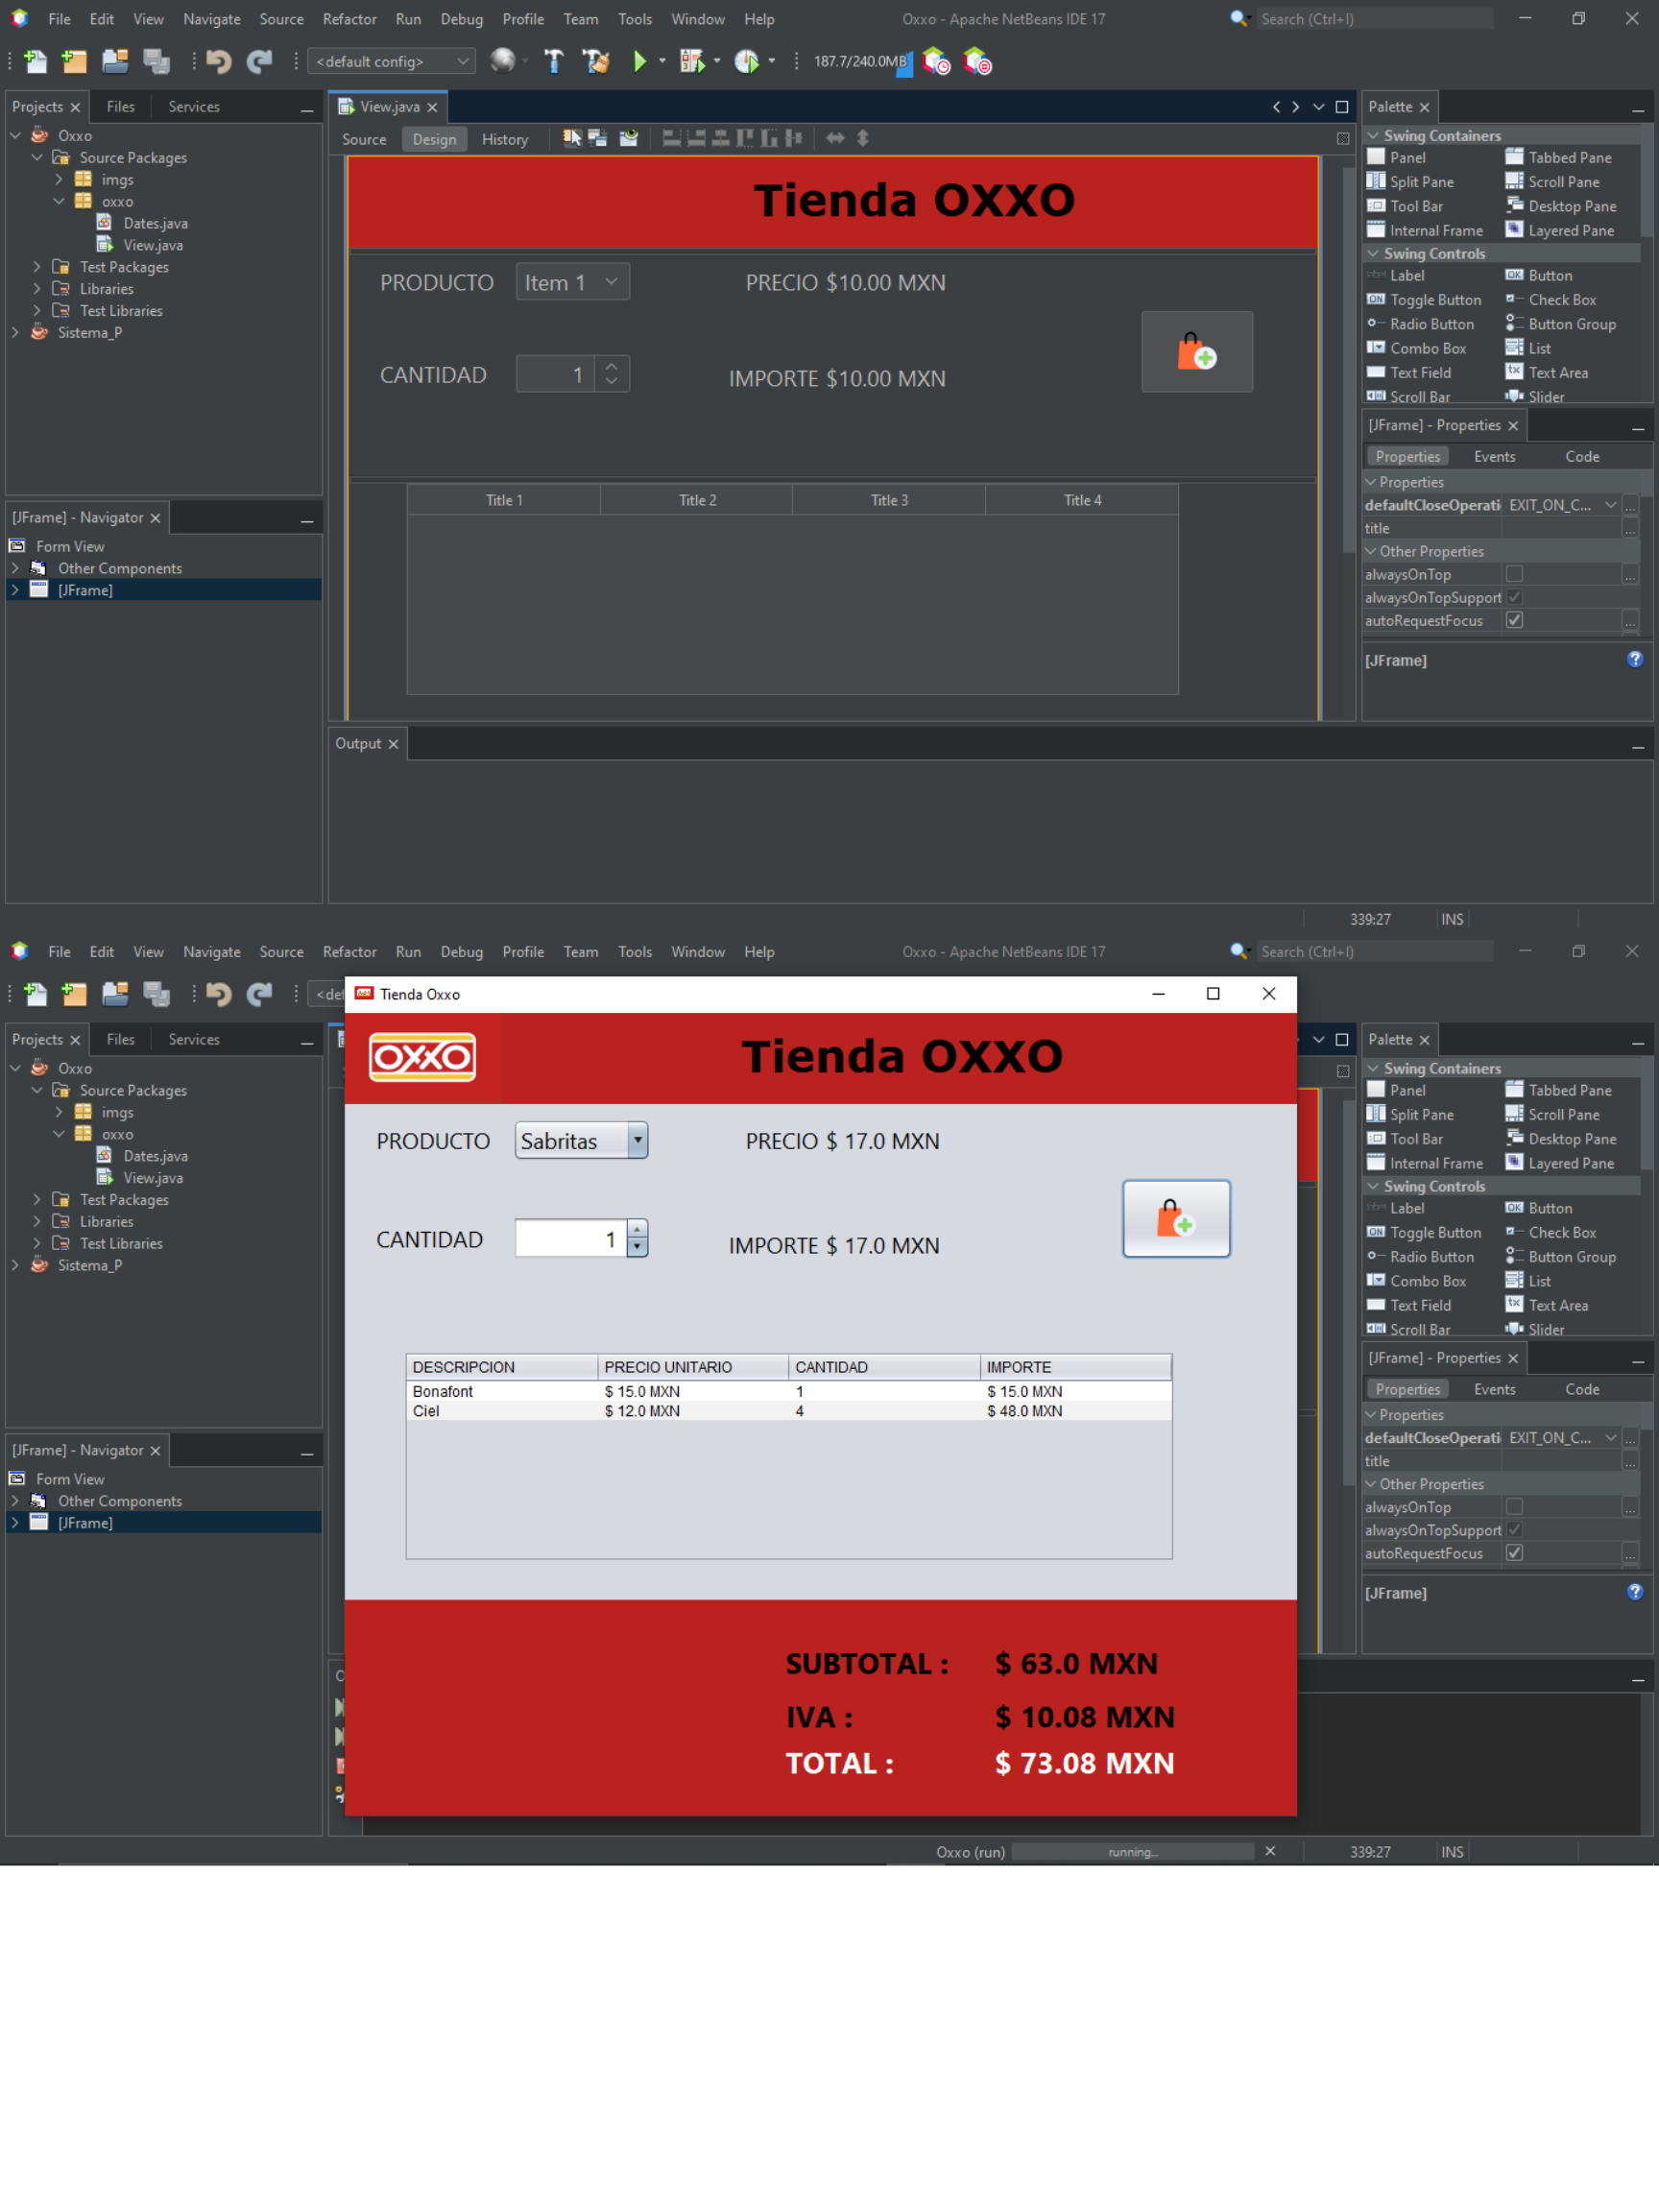 File Edit View Navigate Source Refactor Run Debug Profile Team Tools Window Help Oxxo - Apache NetBeans IDE 17 Search (Ctrl+I)
<default config> 187.7/240.0MB
Projects Files Services
Oxxo
Source Packages
imgs
oxxo
Dates.java
View.java
Test Packages
Libraries
Test Libraries
Sistema_P
[JFrame] - Navigator
Form View
Other Components
[JFrame]
View.java
Source Design History
Tienda OXXO
PRODUCTO Item 1 PRECIO $10.00 MXN
CANTIDAD 1 IMPORTE $10.00 MXN
Title 1 Title 2 Title 3 Title 4
Output
Palette
Swing Containers
Panel Tabbed Pane
Split Pane Scroll Pane
Tool Bar Desktop Pane
Internal Frame Layered Pane
Swing Controls
label Label OK Button
ON Toggle Button Check Box
Radio Button Button Group
Combo Box List
Text Field tx Text Area
Scroll Bar Slider
[JFrame] - Properties
Properties Events Code
Properties
defaultCloseOperati EXIT_ON_C... ...
title ...
Other Properties
alwaysOnTop ...
alwaysOnTopSupport
autoRequestFocus ...
[JFrame]
339:27 INS
File Edit View Navigate Source Refactor Run Debug Profile Team Tools Window Help Oxxo - Apache NetBeans IDE 17 Search (Ctrl+I)
<def
Projects Files Services
Oxxo
Source Packages
imgs
oxxo
Dates.java
View.java
Test Packages
Libraries
Test Libraries
Sistema_P
[JFrame] - Navigator
Form View
Other Components
[JFrame]
Tienda Oxxo
OXXO Tienda OXXO
PRODUCTO Sabritas PRECIO $ 17.0 MXN
CANTIDAD 1 IMPORTE $ 17.0 MXN
DESCRIPCION PRECIO UNITARIO CANTIDAD IMPORTE
Bonafont $ 15.0 MXN 1 $ 15.0 MXN
Ciel $ 12.0 MXN 4 $ 48.0 MXN
SUBTOTAL : $ 63.0 MXN
IVA : $ 10.08 MXN
TOTAL : $ 73.08 MXN
Palette
Swing Containers
Panel Tabbed Pane
Split Pane Scroll Pane
Tool Bar Desktop Pane
Internal Frame Layered Pane
Swing Controls
label Label OK Button
ON Toggle Button Check Box
Radio Button Button Group
Combo Box List
Text Field tx Text Area
Scroll Bar Slider
[JFrame] - Properties
Properties Events Code
Properties
defaultCloseOperati EXIT_ON_C... ...
title ...
Other Properties
alwaysOnTop ...
alwaysOnTopSupport
autoRequestFocus ...
[JFrame]
Oxxo (run) running... 339:27 INS